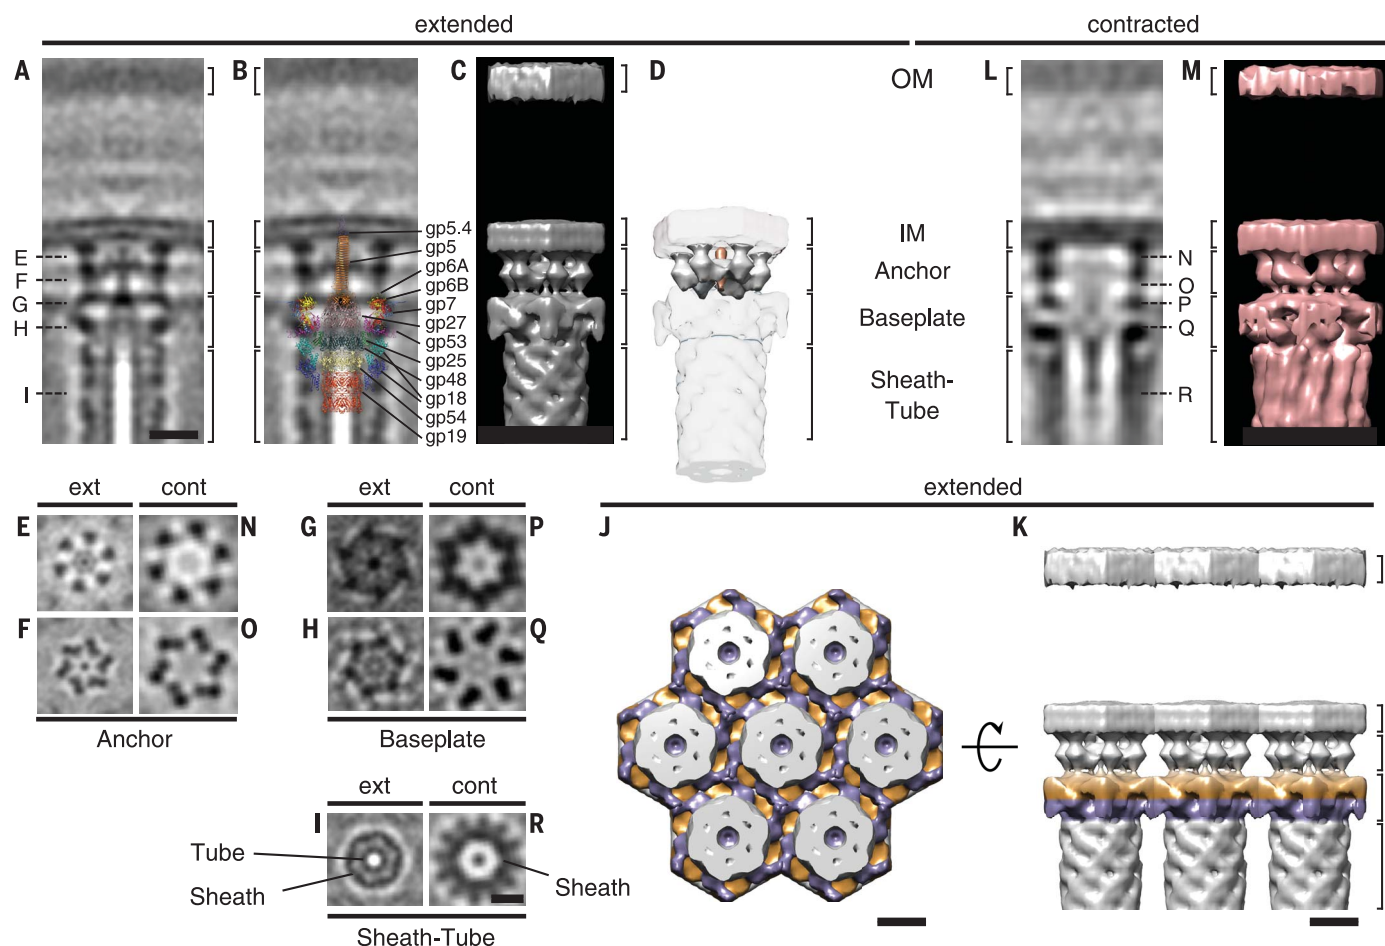 extended
contracted
A
B
C
D
OM
L
M
gp5.4
gp5
gp6A
gp6B
gp7
gp27
gp53
gp25
gp48
gp18
gp54
gp19
E
F
G
H
I
IM
Anchor
Baseplate
Sheath-
Tube
N
O
P
Q
R
ext
cont
ext
cont
extended
E
N
G
P
J
K
F
O
H
Q
Anchor
Baseplate
ext
cont
I
R
Tube
Sheath
Sheath
Sheath-Tube